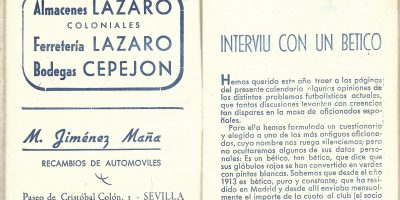 Almacenes LAZARO
COLONIALES
Ferretería LAZARO
Bodegas CEPEJON
M. Jiménez Maña
RECAMBIOS DE AUTOMOVILES
Paseo de Cristóbal Colón, 1 - SEVILLA
INTERVIU CON UN BETICO
Hemos querido este año traer a las páginas
del presente calendario algunas opiniones de
los distintos problemas futbolísticos actuales,
que tantas discusiones levantan con creencias
tan dispares en la masa de aficionados espa-
ñoles.
Para ello hemos formulado un cuestionario
y elegido a uno de los más antiguos aficiona-
dos, cuyo nombre nos ruega silenciemos; pero
no ocultaremos algunos de sus datos perso-
nales: Es un bético, tan bético, que dice que
sus glóbulos rojos se han convertido en verdes
con pintas blancas. Sabemos que desde el año
1913 es bético, puro y constante; que ha resi-
dido en Madrid y desde allí enviaba mensual-
mente el importe de su cuota al club (el socio